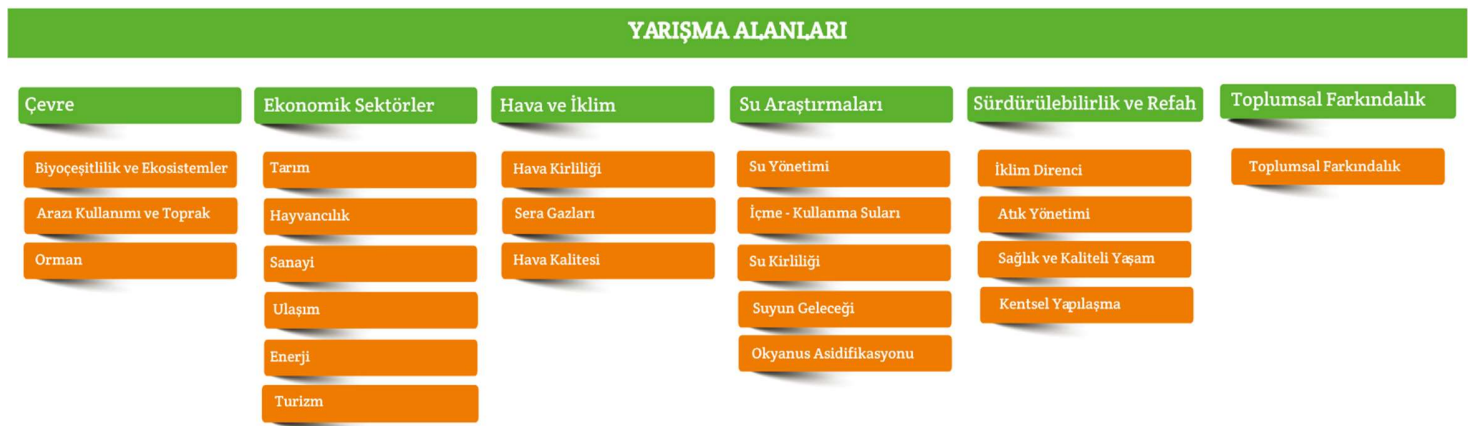 YARIŞMA ALANLARI
Çevre
Biyoçeşitlilik ve Ekosistemler
Arazı Kullanımı ve Toprak
Orman
Ekonomik Sektörler
Tarım
Hayvancılık
Sanayi
Ulaşım
Enerji
Turizm
Hava ve İklim
Hava Kirliliği
Sera Gazları
Hava Kalitesi
Su Araştırmaları
Su Yönetimi
İçme - Kullanma Suları
Su Kirliliği
Suyun Geleceği
Okyanus Asidifikasyonu
Sürdürülebilirlik ve Refah
İklim Direnci
Atık Yönetimi
Sağlık ve Kaliteli Yaşam
Kentsel Yapılaşma
Toplumsal Farkındalık
Toplumsal Farkındalık